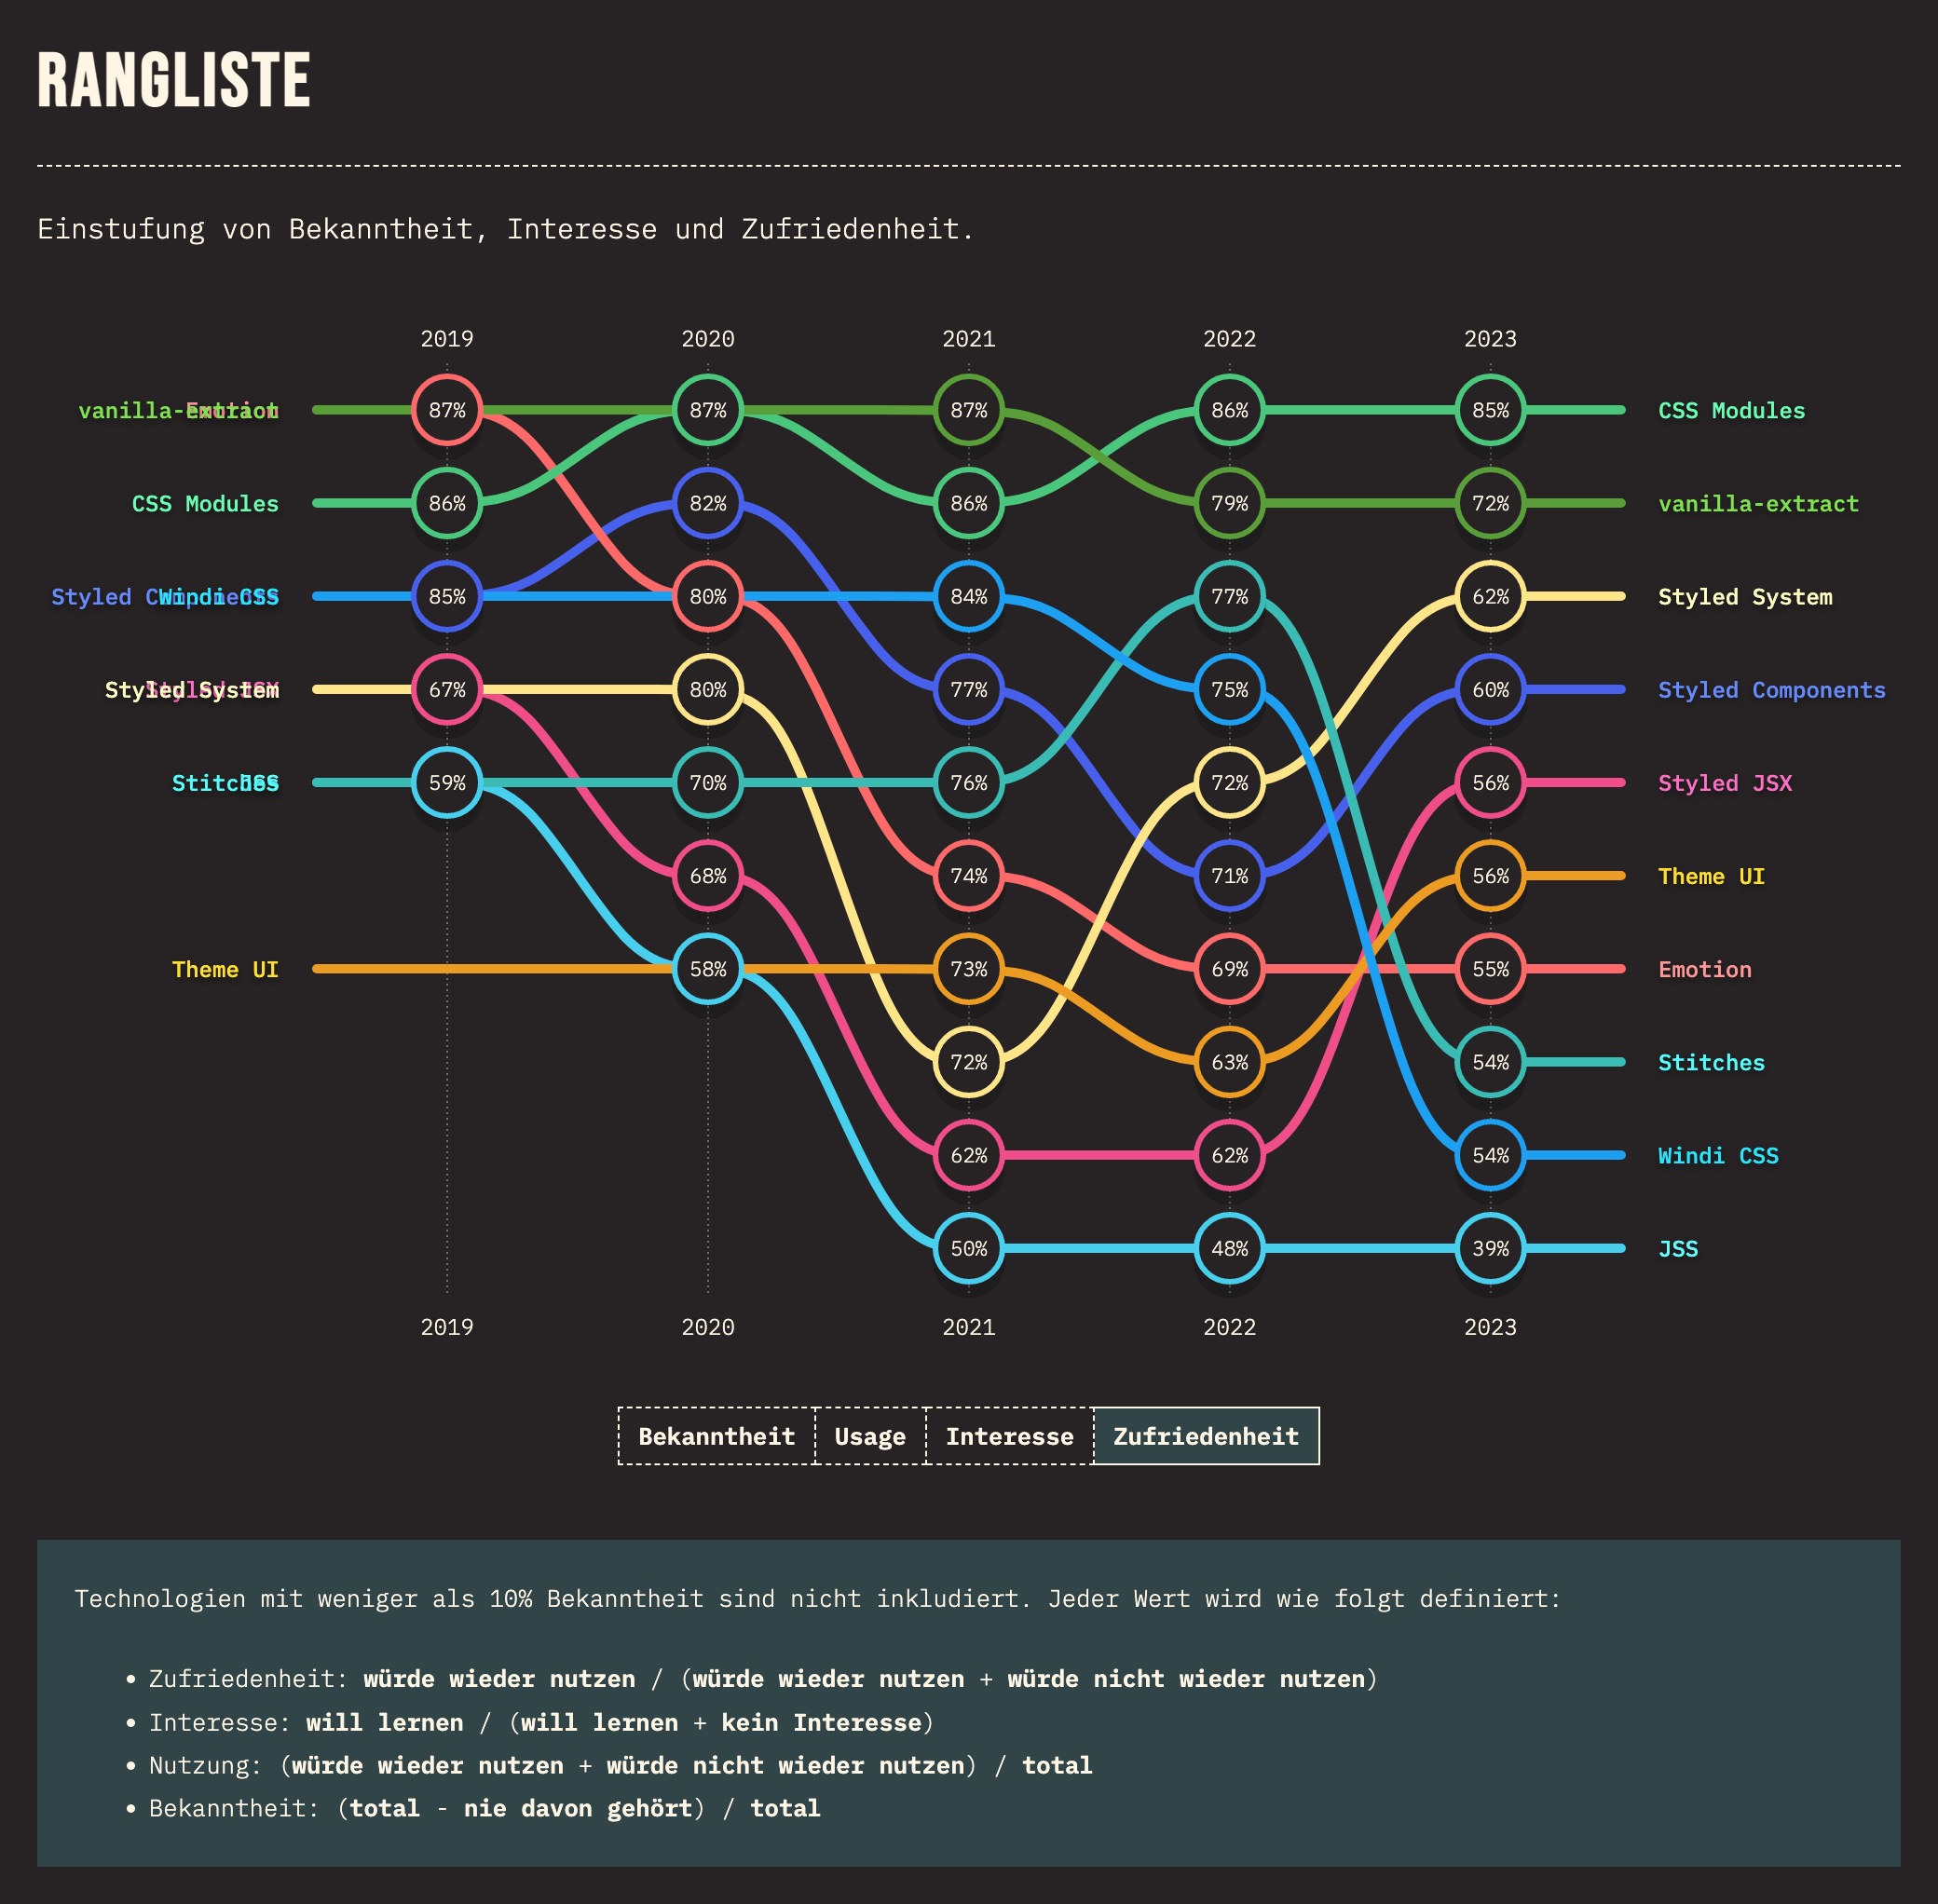 RANGLISTE
Einstufung von Bekanntheit, Interesse und Zufriedenheit.
2019 2020 2021 2022 2023
vanilla-extract Emotion 87% 87% 87% 86% 85% CSS Modules
CSS Modules 86% 82% 86% 79% 72% vanilla-extract
Styled Components Windi CSS 85% 80% 84% 77% 62% Styled System
Styled System Styled JSX 67% 80% 77% 75% 60% Styled Components
Stitches JSS 59% 70% 76% 72% 56% Styled JSX
68% 74% 71% 56% Theme UI
Theme UI 58% 73% 69% 55% Emotion
72% 63% 54% Stitches
62% 62% 54% Windi CSS
50% 48% 39% JSS
2019 2020 2021 2022 2023
Bekanntheit Usage Interesse Zufriedenheit
Technologien mit weniger als 10% Bekanntheit sind nicht inkludiert. Jeder Wert wird wie folgt definiert:
• Zufriedenheit: würde wieder nutzen / (würde wieder nutzen + würde nicht wieder nutzen)
• Interesse: will lernen / (will lernen + kein Interesse)
• Nutzung: (würde wieder nutzen + würde nicht wieder nutzen) / total
• Bekanntheit: (total - nie davon gehört) / total